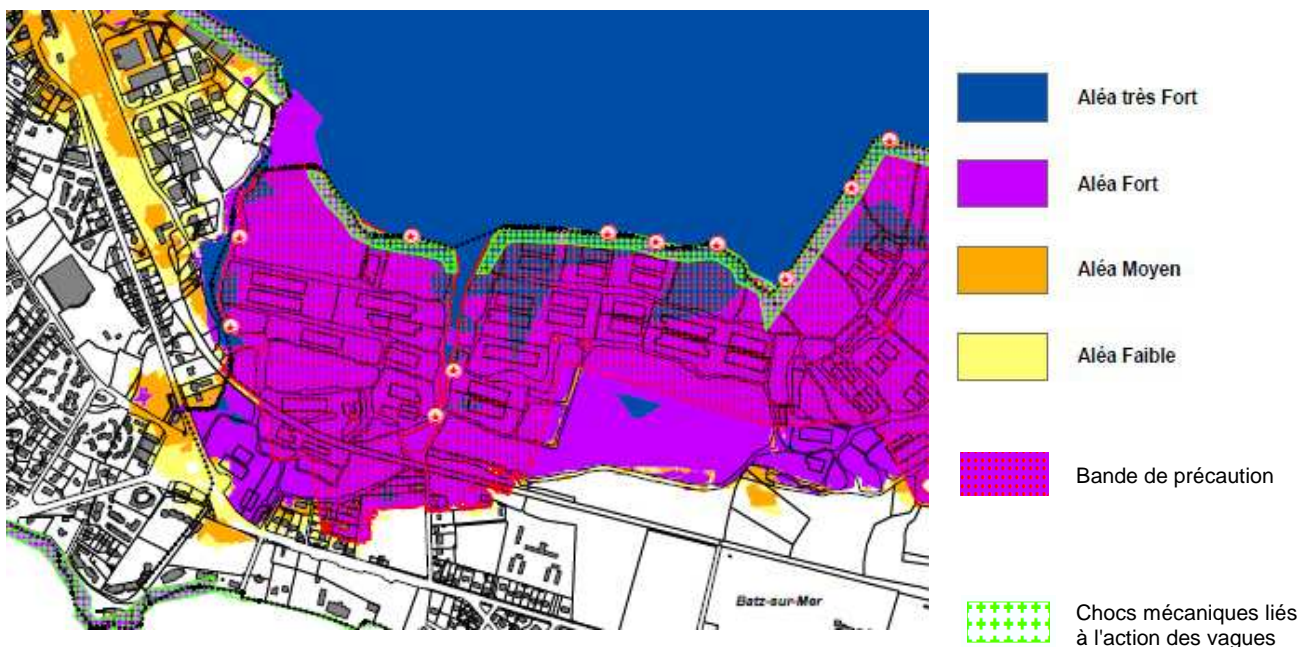 Aléa très Fort
Aléa Fort
Aléa Moyen
Aléa Faible
Bande de précaution
Batz-sur-Mer
Chocs mécaniques liés
à l'action des vagues